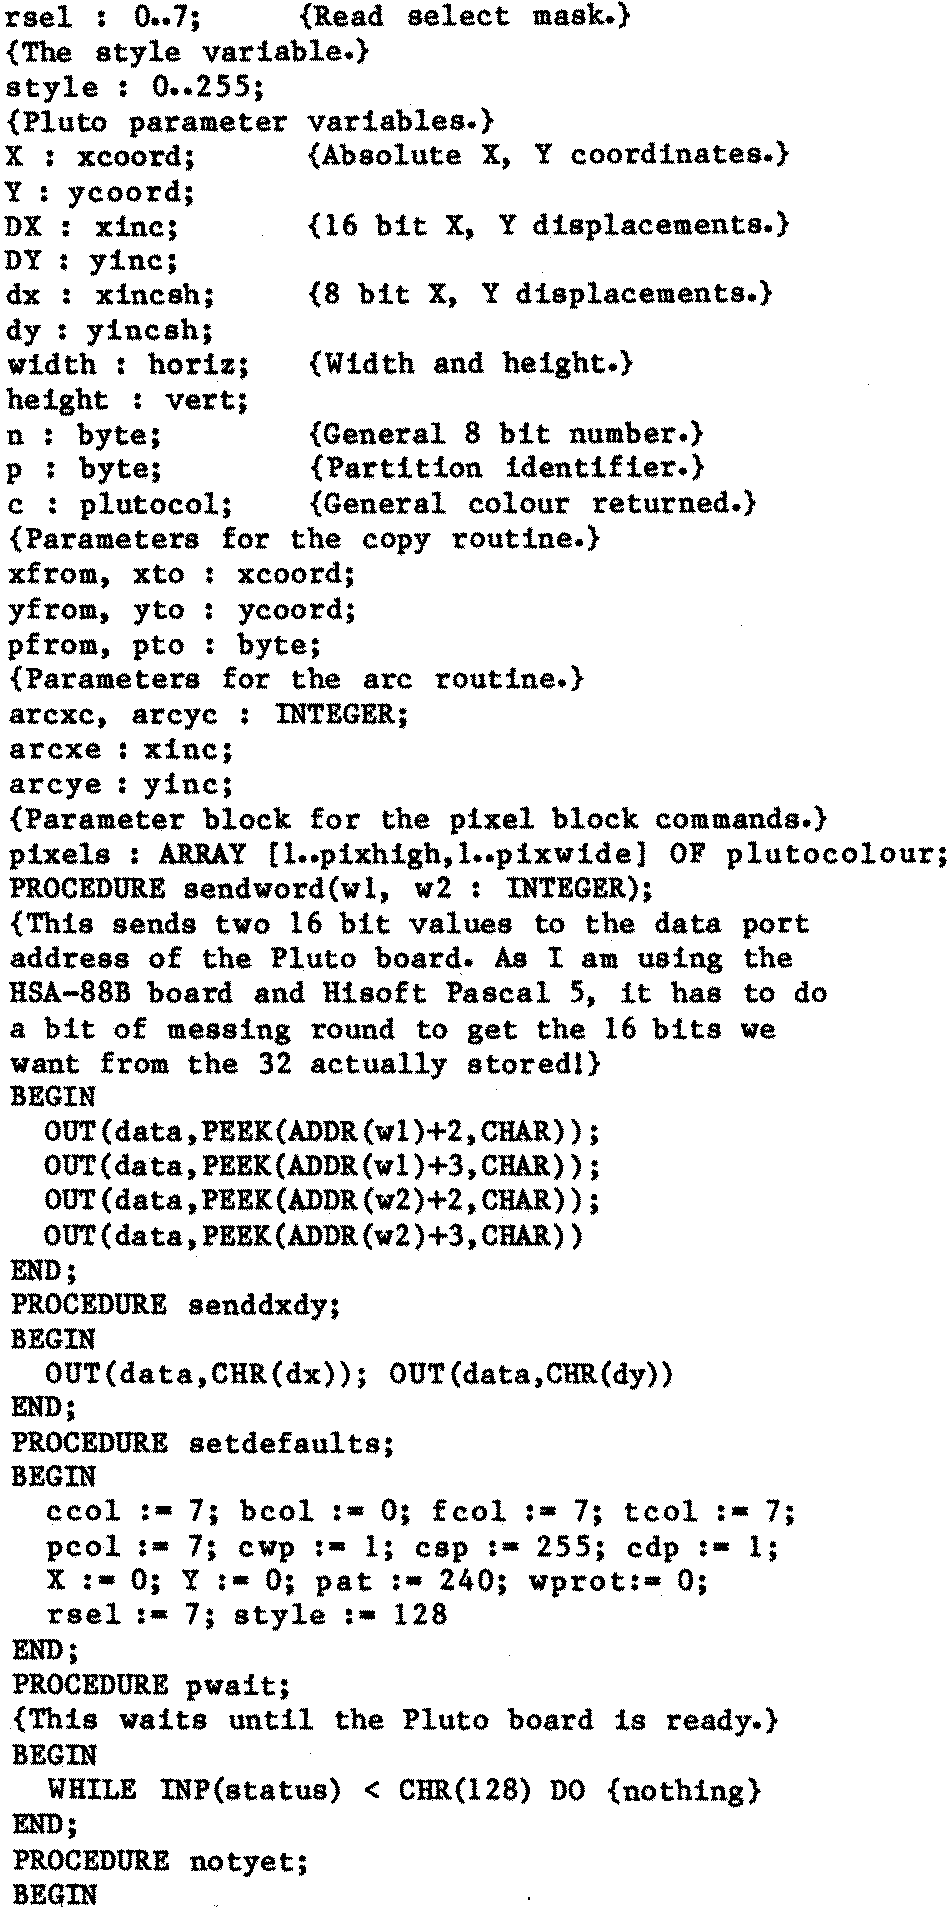 rsel : 0..7; {Read select mask.}
{The style variable.}
style : 0..255;
{Pluto parameter variables.}
X : xcoord; {Absolute X, Y coordinates.}
Y : ycoord;
DX : xinc; {16 bit X, Y displacements.}
DY : yinc;
dx : xincsh; {8 bit X, Y displacements.}
dy : yincsh;
width : horiz; {Width and height.}
height : vert;
n : byte; {General 8 bit number.}
p : byte; {Partition identifier.}
c : plutocol; {General colour returned.}
{Parameters for the copy routine.}
xfrom, xto : xcoord;
yfrom, yto : ycoord;
pfrom, pto : byte;
{Parameters for the arc routine.}
arcxc, arcyc : INTEGER;
arcxe : xinc;
arcye : yinc;
{Parameter block for the pixel block commands.}
pixels : ARRAY [1..pixhigh,1..pixwide] OF plutocolour;
PROCEDURE sendword(w1, w2 : INTEGER);
{This sends two 16 bit values to the data port
address of the Pluto board. As I am using the
HSA-88B board and Hisoft Pascal 5, it has to do
a bit of messing round to get the 16 bits we
want from the 32 actually stored!}
BEGIN
OUT(data,PEEK(ADDR(w1)+2,CHAR));
OUT(data,PEEK(ADDR(w1)+3,CHAR));
OUT(data,PEEK(ADDR(w2)+2,CHAR));
OUT(data,PEEK(ADDR(w2)+3,CHAR))
END;
PROCEDURE senddxdy;
BEGIN
OUT(data,CHR(dx)); OUT(data,CHR(dy))
END;
PROCEDURE setdefaults;
BEGIN
ccol := 7; bcol := 0; fcol := 7; tcol := 7;
pcol := 7; cwp := 1; csp := 255; cdp := 1;
X := 0; Y := 0; pat := 240; wprot:= 0;
rsel := 7; style := 128
END;
PROCEDURE pwait;
{This waits until the Pluto board is ready.}
BEGIN
WHILE INP(status) < CHR(128) DO {nothing}
END;
PROCEDURE notyet;
BEGIN